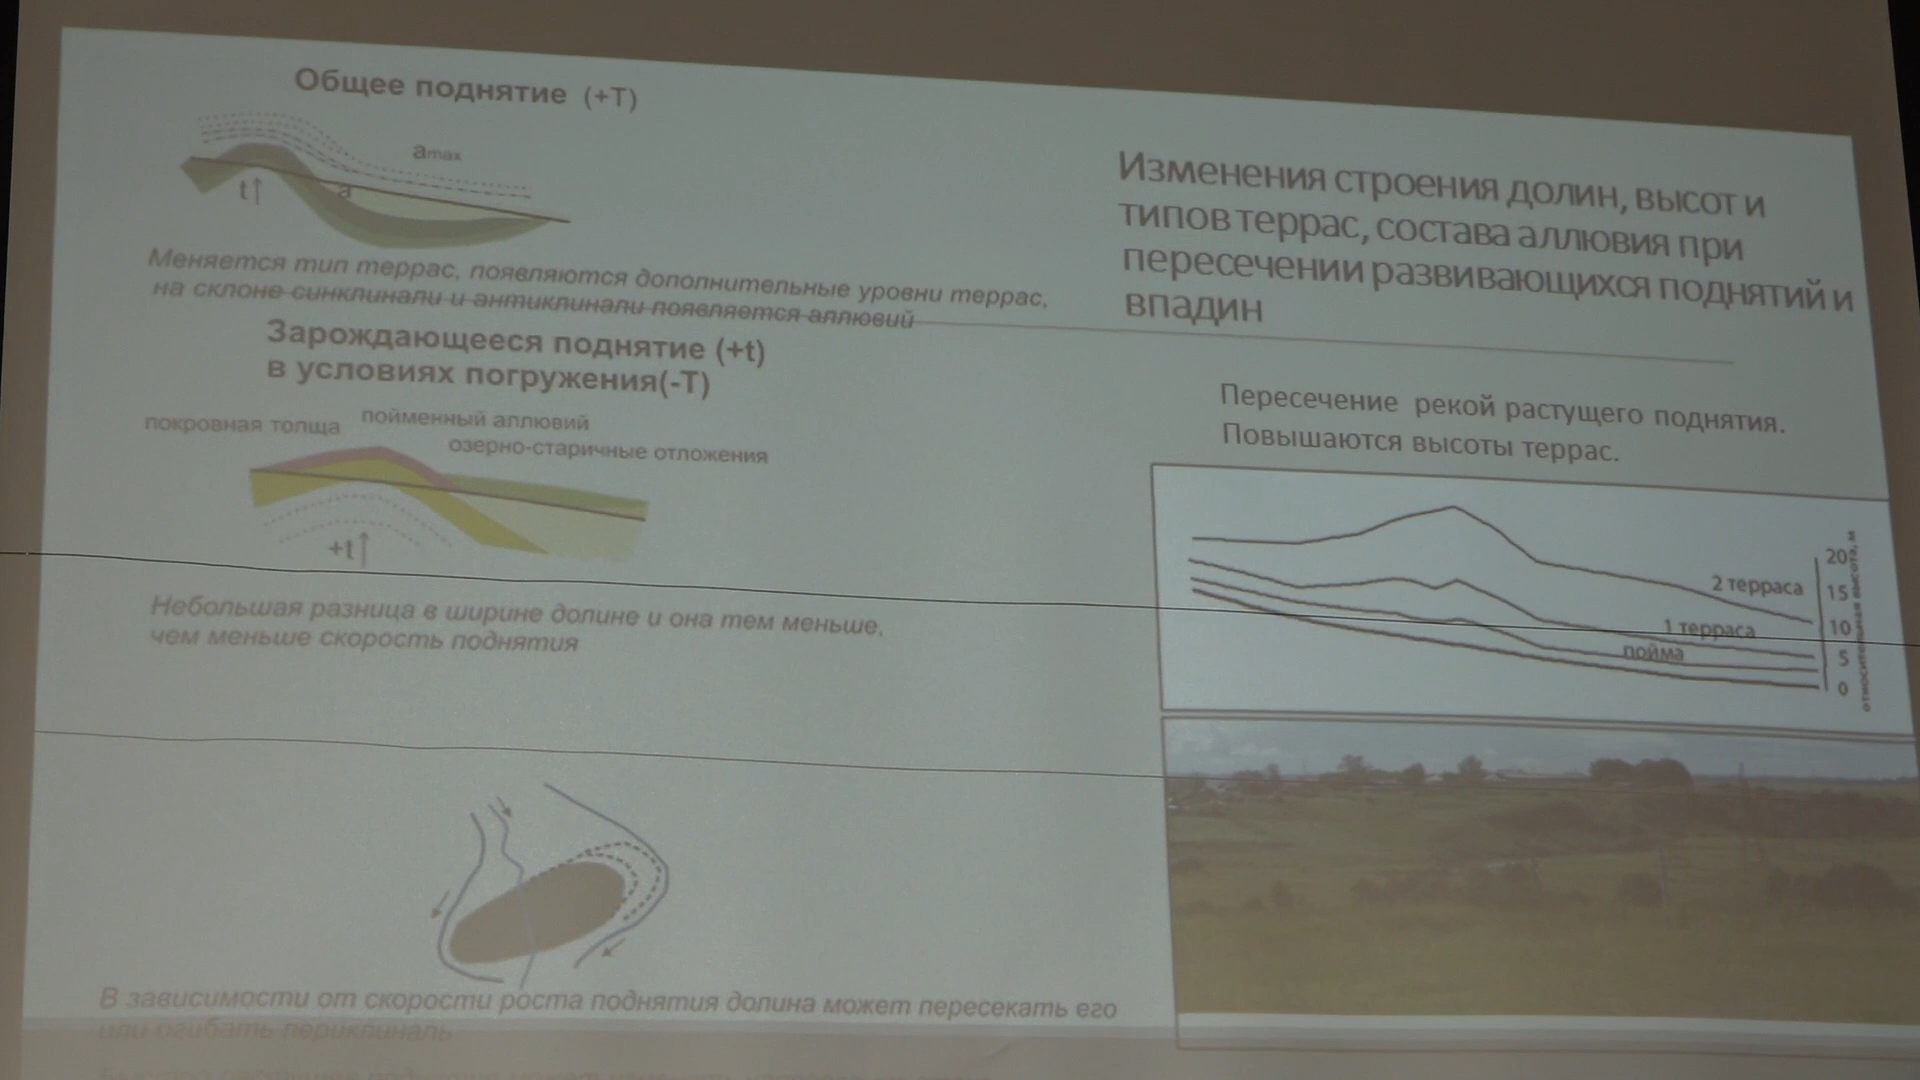 Общее поднятие (+Т)
amax
t↑
a
Меняется тип террас, появляются дополнительные уровни террас,
на склоне синклинали и антиклинали появляется аллювий
Зарождающееся поднятие (+t)
в условиях погружения(-Т)
покровная толща
пойменный аллювий
озерно-старичные отложения
+t↑
Небольшая разница в ширине долине и она тем меньше,
чем меньше скорость поднятия
В зависимости от скорости роста поднятия долина может пересекать его
или огибать периклиналь
Изменения строения долин, высот и
типов террас, состава аллювия при
пересечении развивающихся поднятий и
впадин
Пересечение рекой растущего поднятия.
Повышаются высоты террас.
2 терраса
1 терраса
пойма
20
15
10
5
0
относительная высота, м